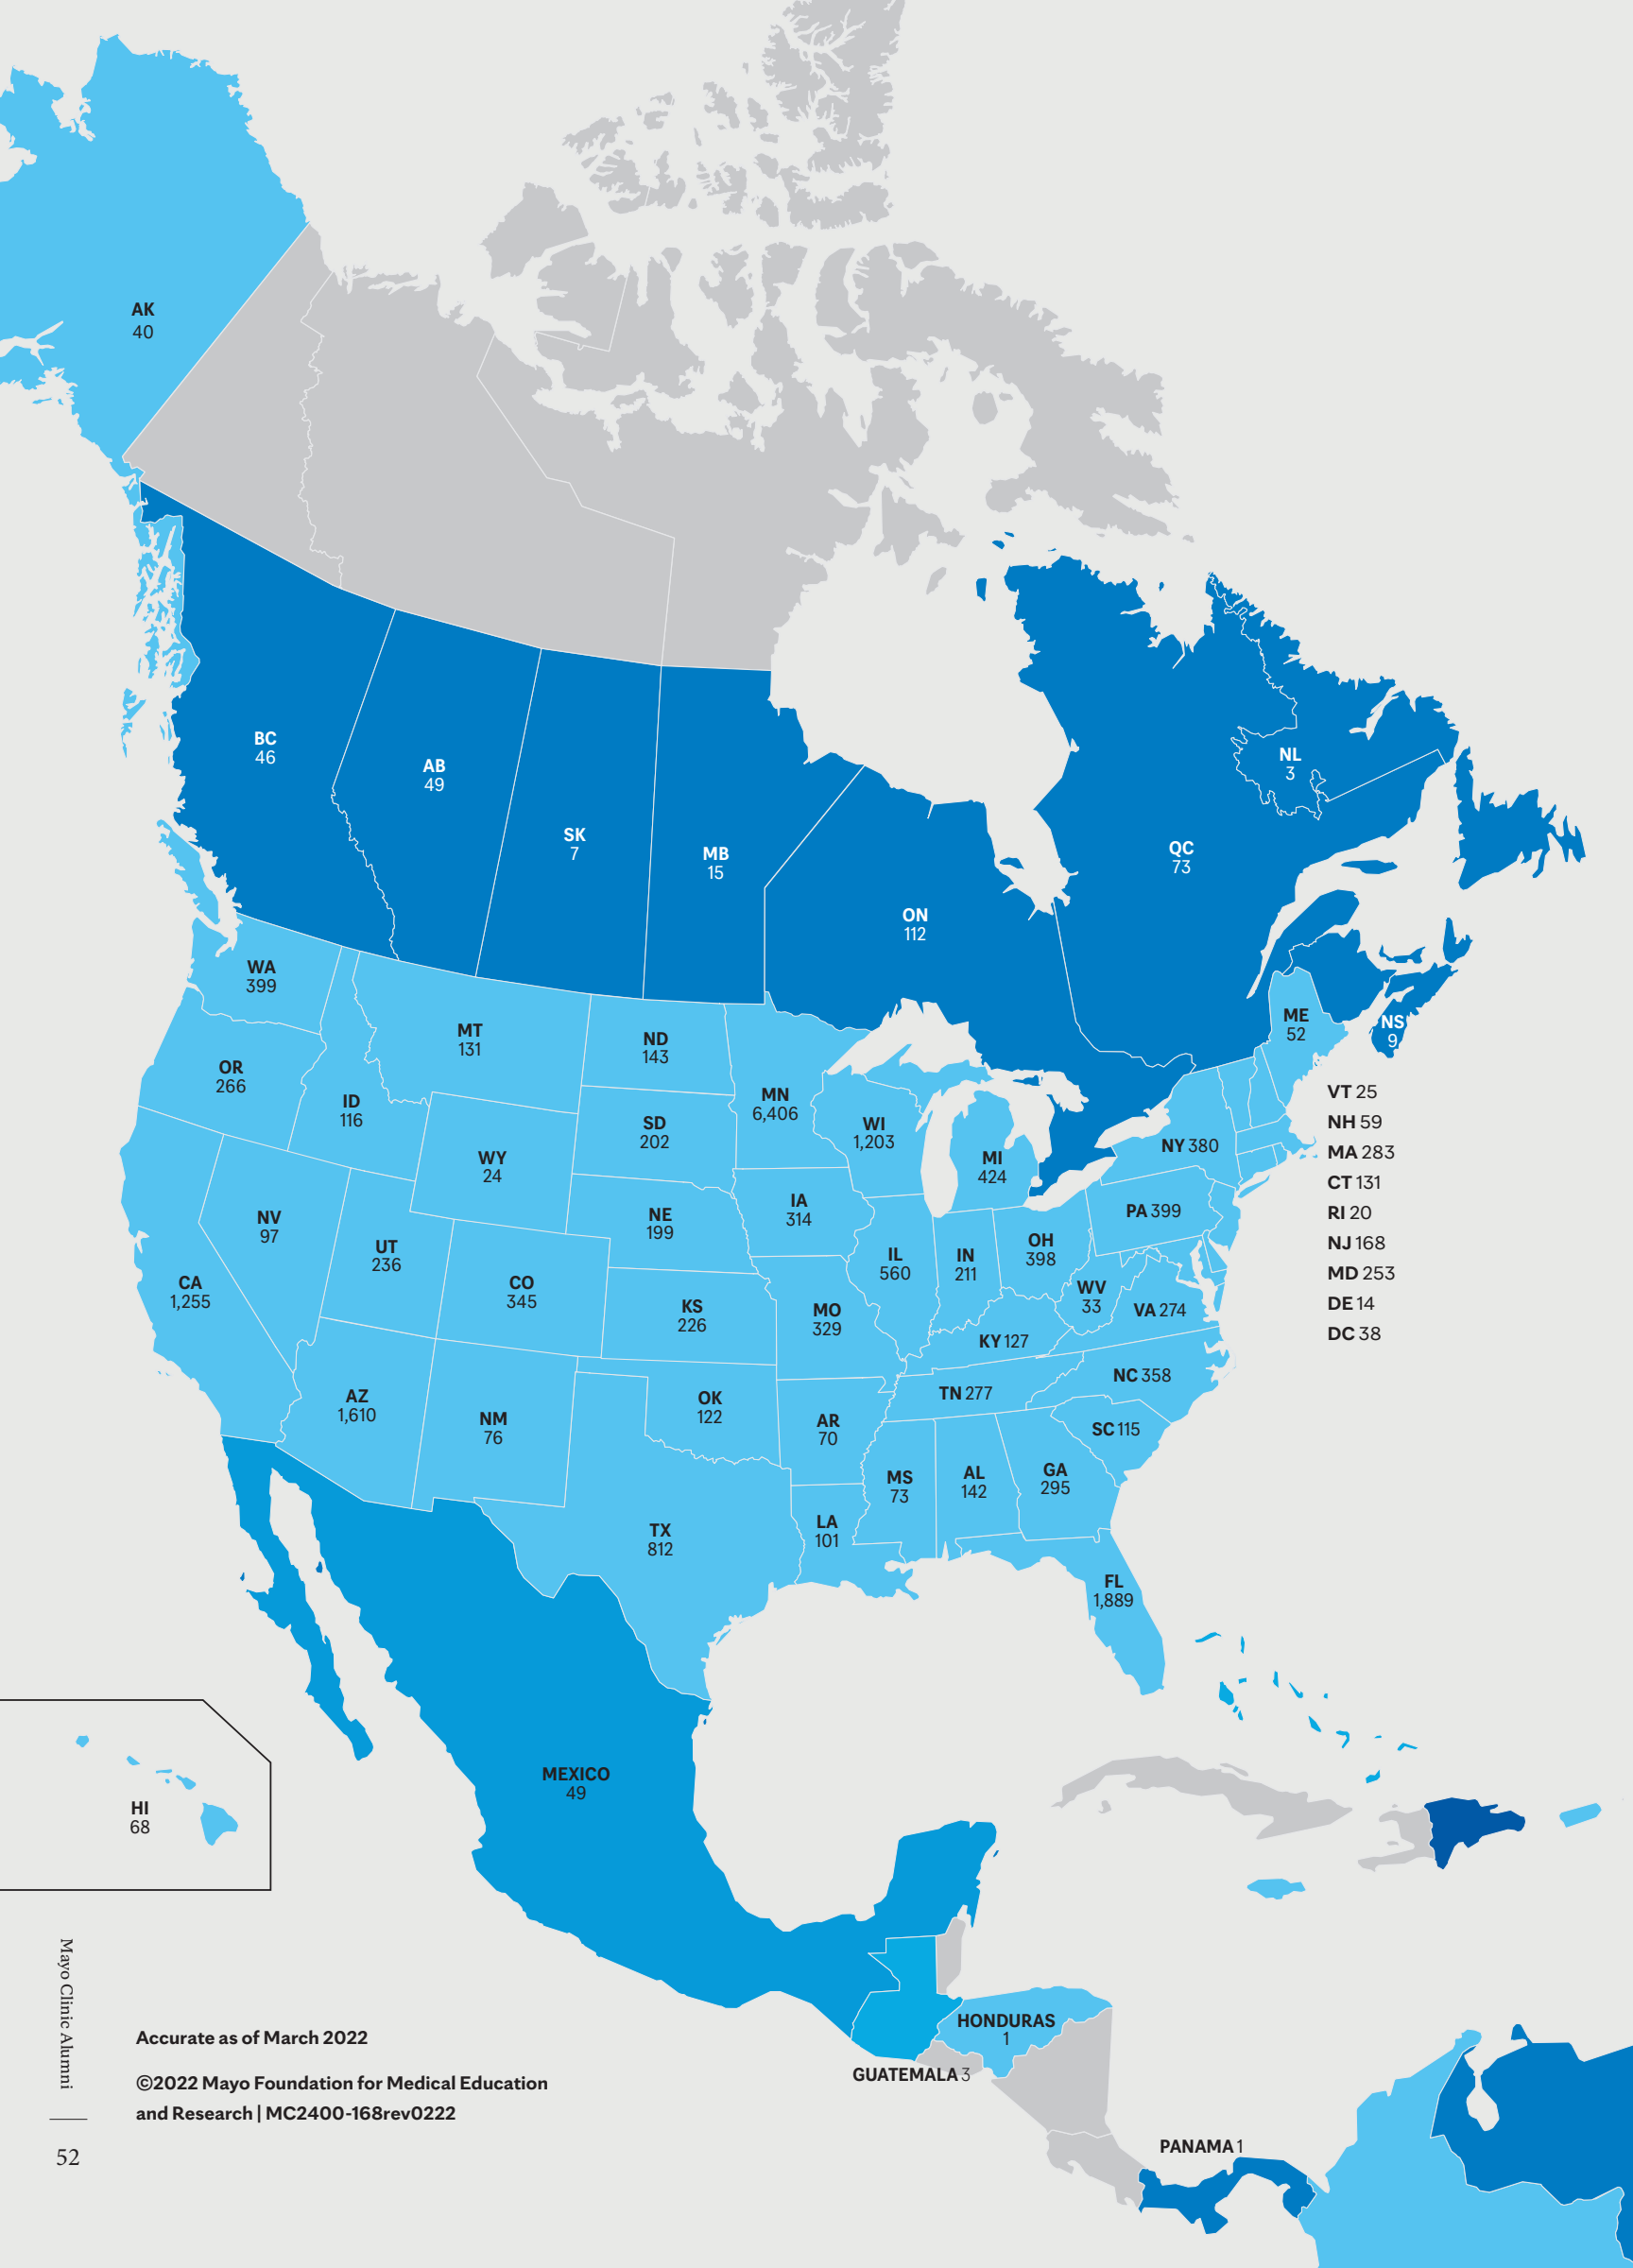 AK
40
BC
46
AB
49
SK
7
MB
15
ON
112
QC
73
NL
3
NS
9
WA
399
OR
266
ID
116
MT
131
ND
143
SD
202
MN
6,406
WI
1,203
MI
424
ME
52
NY 380
VT 25
NH 59
MA 283
CT 131
RI 20
NJ 168
MD 253
DE 14
DC 38
WY
24
NE
199
IA
314
PA 399
NV
97
UT
236
CO
345
CA
1,255
KS
226
MO
329
IL
560
IN
211
OH
398
WV
33
VA 274
KY 127
NC 358
TN 277
SC 115
AZ
1,610
NM
76
OK
122
AR
70
MS
73
AL
142
GA
295
TX
812
LA
101
FL
1,889
MEXICO
49
HI
68
HONDURAS
1
GUATEMALA 3
PANAMA 1
Accurate as of March 2022
©2022 Mayo Foundation for Medical Education
and Research | MC2400-168rev0222
Mayo Clinic Alumni
52